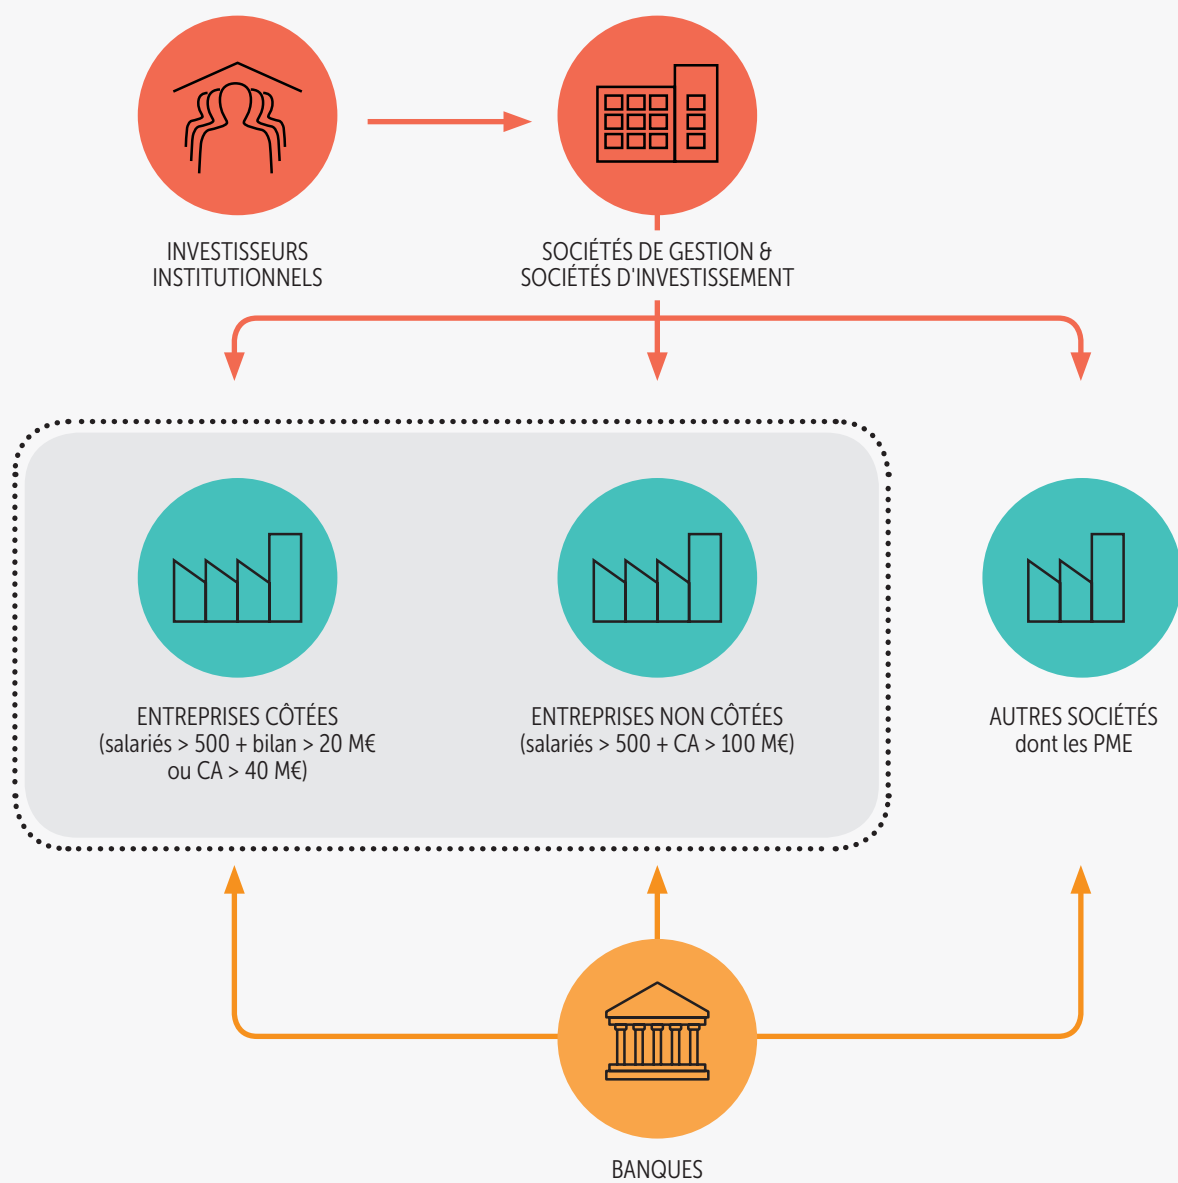 INVESTISSEURS
INSTITUTIONNELS
SOCIÉTÉS DE GESTION &
SOCIÉTÉS D'INVESTISSEMENT
ENTREPRISES CÔTÉES
(salariés > 500 + bilan > 20 M€
ou CA > 40 M€)
ENTREPRISES NON CÔTÉES
(salariés > 500 + CA > 100 M€)
AUTRES SOCIÉTÉS
dont les PME
BANQUES